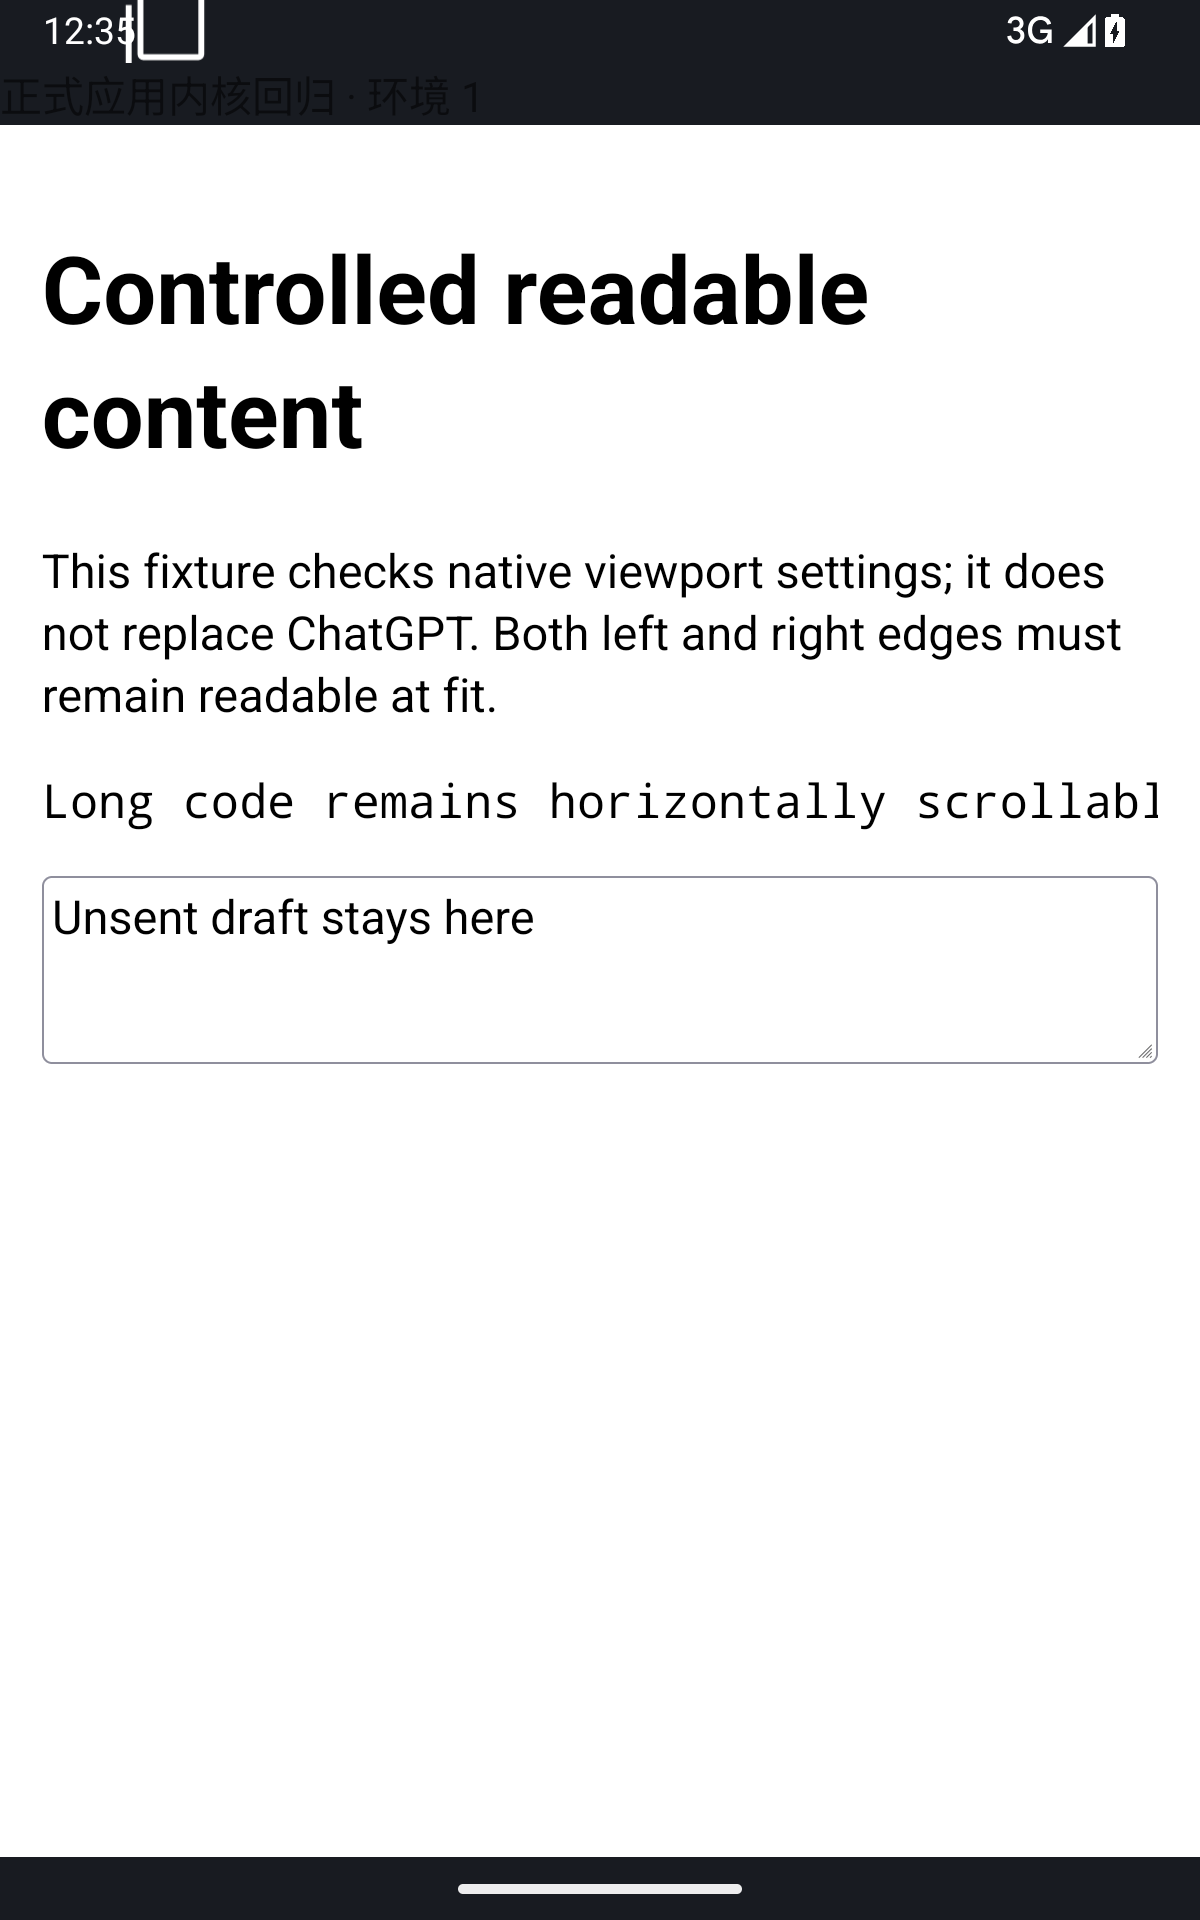 12:35
3G
正式应用内核回归 · 环境 1
Controlled readable
content
This fixture checks native viewport settings; it does
not replace ChatGPT. Both left and right edges must
remain readable at fit.
Long code remains horizontally scrollabl
Unsent draft stays here